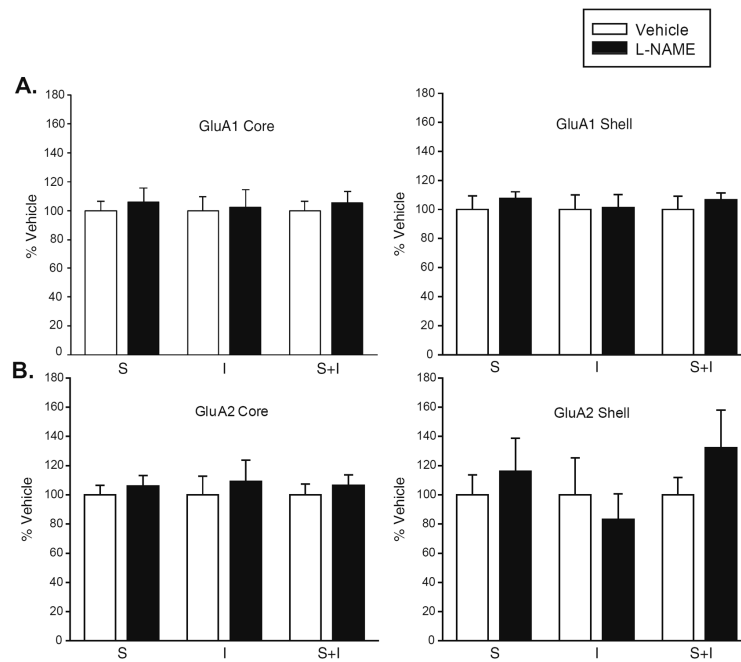 Vehicle
L-NAME
A.
GluA1 Core
180
160
140
120
100
80
60
40
20
0
% Vehicle
S I S+I
GluA1 Shell
180
160
140
120
100
80
60
40
20
0
% Vehicle
S I S+I
B.
GluA2 Core
180
160
140
120
100
80
60
40
20
0
% Vehicle
S I S+I
GluA2 Shell
180
160
140
120
100
80
60
40
20
0
% Vehicle
S I S+I